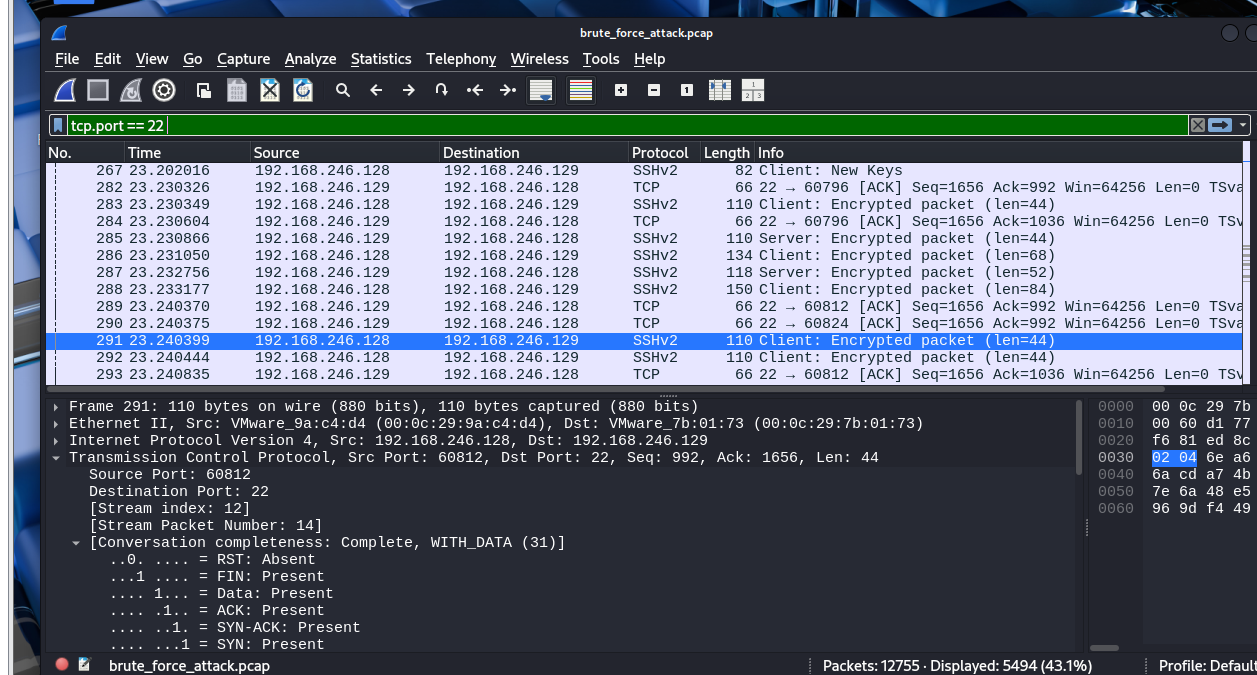 brute_force_attack.pcap
File Edit View Go Capture Analyze Statistics Telephony Wireless Tools Help
tcp.port == 22
No. Time Source Destination Protocol Length Info
267 23.202016 192.168.246.128 192.168.246.129 SSHv2 82 Client: New Keys
282 23.230326 192.168.246.129 192.168.246.128 TCP 66 22 → 60796 [ACK] Seq=1656 Ack=992 Win=64256 Len=0 TSva
283 23.230349 192.168.246.128 192.168.246.129 SSHv2 110 Client: Encrypted packet (len=44)
284 23.230604 192.168.246.129 192.168.246.128 TCP 66 22 → 60796 [ACK] Seq=1656 Ack=1036 Win=64256 Len=0 TSv
285 23.230866 192.168.246.129 192.168.246.128 SSHv2 110 Server: Encrypted packet (len=44)
286 23.231050 192.168.246.128 192.168.246.129 SSHv2 134 Client: Encrypted packet (len=68)
287 23.232756 192.168.246.129 192.168.246.128 SSHv2 118 Server: Encrypted packet (len=52)
288 23.233177 192.168.246.128 192.168.246.129 SSHv2 150 Client: Encrypted packet (len=84)
289 23.240370 192.168.246.129 192.168.246.128 TCP 66 22 → 60812 [ACK] Seq=1656 Ack=992 Win=64256 Len=0 TSva
290 23.240375 192.168.246.129 192.168.246.128 TCP 66 22 → 60824 [ACK] Seq=1656 Ack=992 Win=64256 Len=0 TSva
291 23.240399 192.168.246.128 192.168.246.129 SSHv2 110 Client: Encrypted packet (len=44)
292 23.240444 192.168.246.128 192.168.246.129 SSHv2 110 Client: Encrypted packet (len=44)
293 23.240835 192.168.246.129 192.168.246.128 TCP 66 22 → 60812 [ACK] Seq=1656 Ack=1036 Win=64256 Len=0 TSv
Frame 291: 110 bytes on wire (880 bits), 110 bytes captured (880 bits)
Ethernet II, Src: VMware_9a:c4:d4 (00:0c:29:9a:c4:d4), Dst: VMware_7b:01:73 (00:0c:29:7b:01:73)
Internet Protocol Version 4, Src: 192.168.246.128, Dst: 192.168.246.129
Transmission Control Protocol, Src Port: 60812, Dst Port: 22, Seq: 992, Ack: 1656, Len: 44
Source Port: 60812
Destination Port: 22
[Stream index: 12]
[Stream Packet Number: 14]
[Conversation completeness: Complete, WITH_DATA (31)]
..0. .... = RST: Absent
...1 .... = FIN: Present
.... 1... = Data: Present
.... .1.. = ACK: Present
.... ..1. = SYN-ACK: Present
.... ...1 = SYN: Present
0000 00 0c 29 7b
0010 00 60 d1 77
0020 f6 81 ed 8c
0030 02 04 6e a6
0040 6a cd a7 4b
0050 7e 6a 48 e5
0060 96 9d f4 49
brute_force_attack.pcap
Packets: 12755 · Displayed: 5494 (43.1%)
Profile: Default